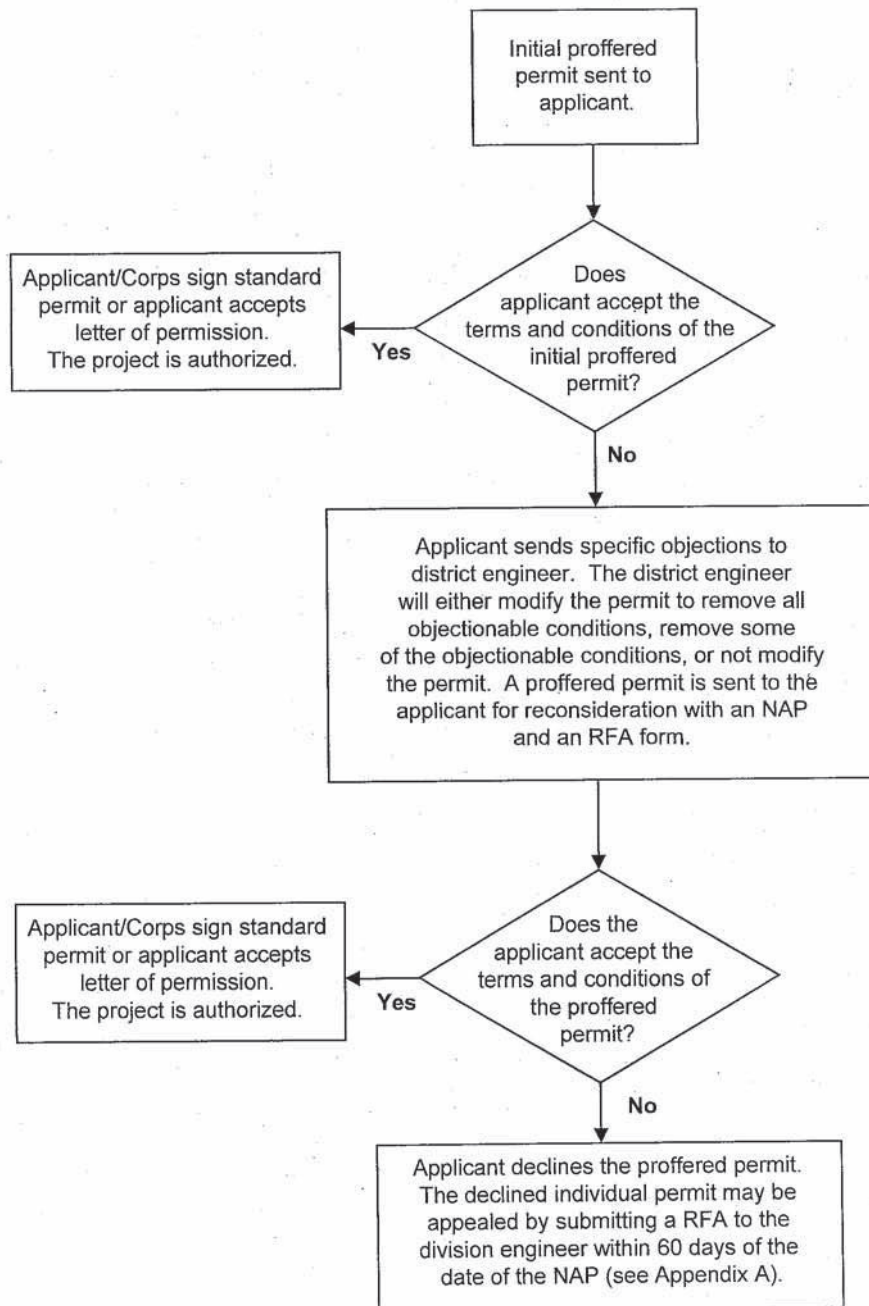 Initial proffered
permit sent to
applicant.
Does
applicant accept the
terms and conditions of the
initial proffered
permit?
Yes
Applicant/Corps sign standard
permit or applicant accepts
letter of permission.
The project is authorized.
No
Applicant sends specific objections to
district engineer. The district engineer
will either modify the permit to remove all
objectionable conditions, remove some
of the objectionable conditions, or not modify
the permit. A proffered permit is sent to the
applicant for reconsideration with an NAP
and an RFA form.
Does the
applicant accept the
terms and conditions of
the proffered
permit?
Yes
Applicant/Corps sign standard
permit or applicant accepts
letter of permission.
The project is authorized.
No
Applicant declines the proffered permit.
The declined individual permit may be
appealed by submitting a RFA to the
division engineer within 60 days of the
date of the NAP (see Appendix A).